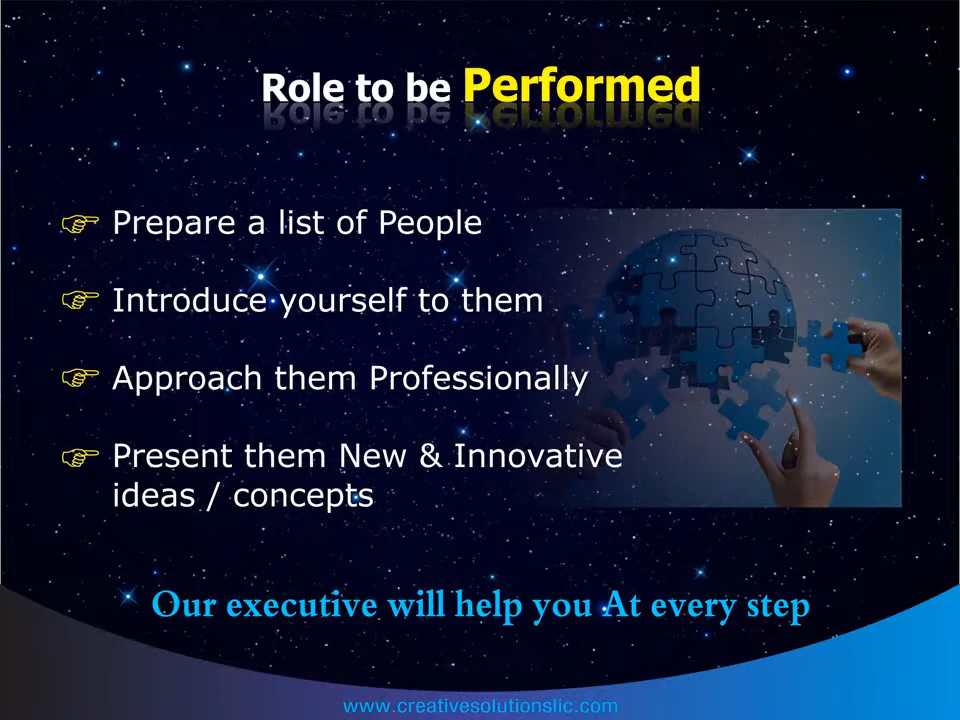 Role to be Performed
☞ Prepare a list of People
☞ Introduce yourself to them
☞ Approach them Professionally
☞ Present them New & Innovative
ideas / concepts
Our executive will help you At every step
www.creativesolutionslic.com